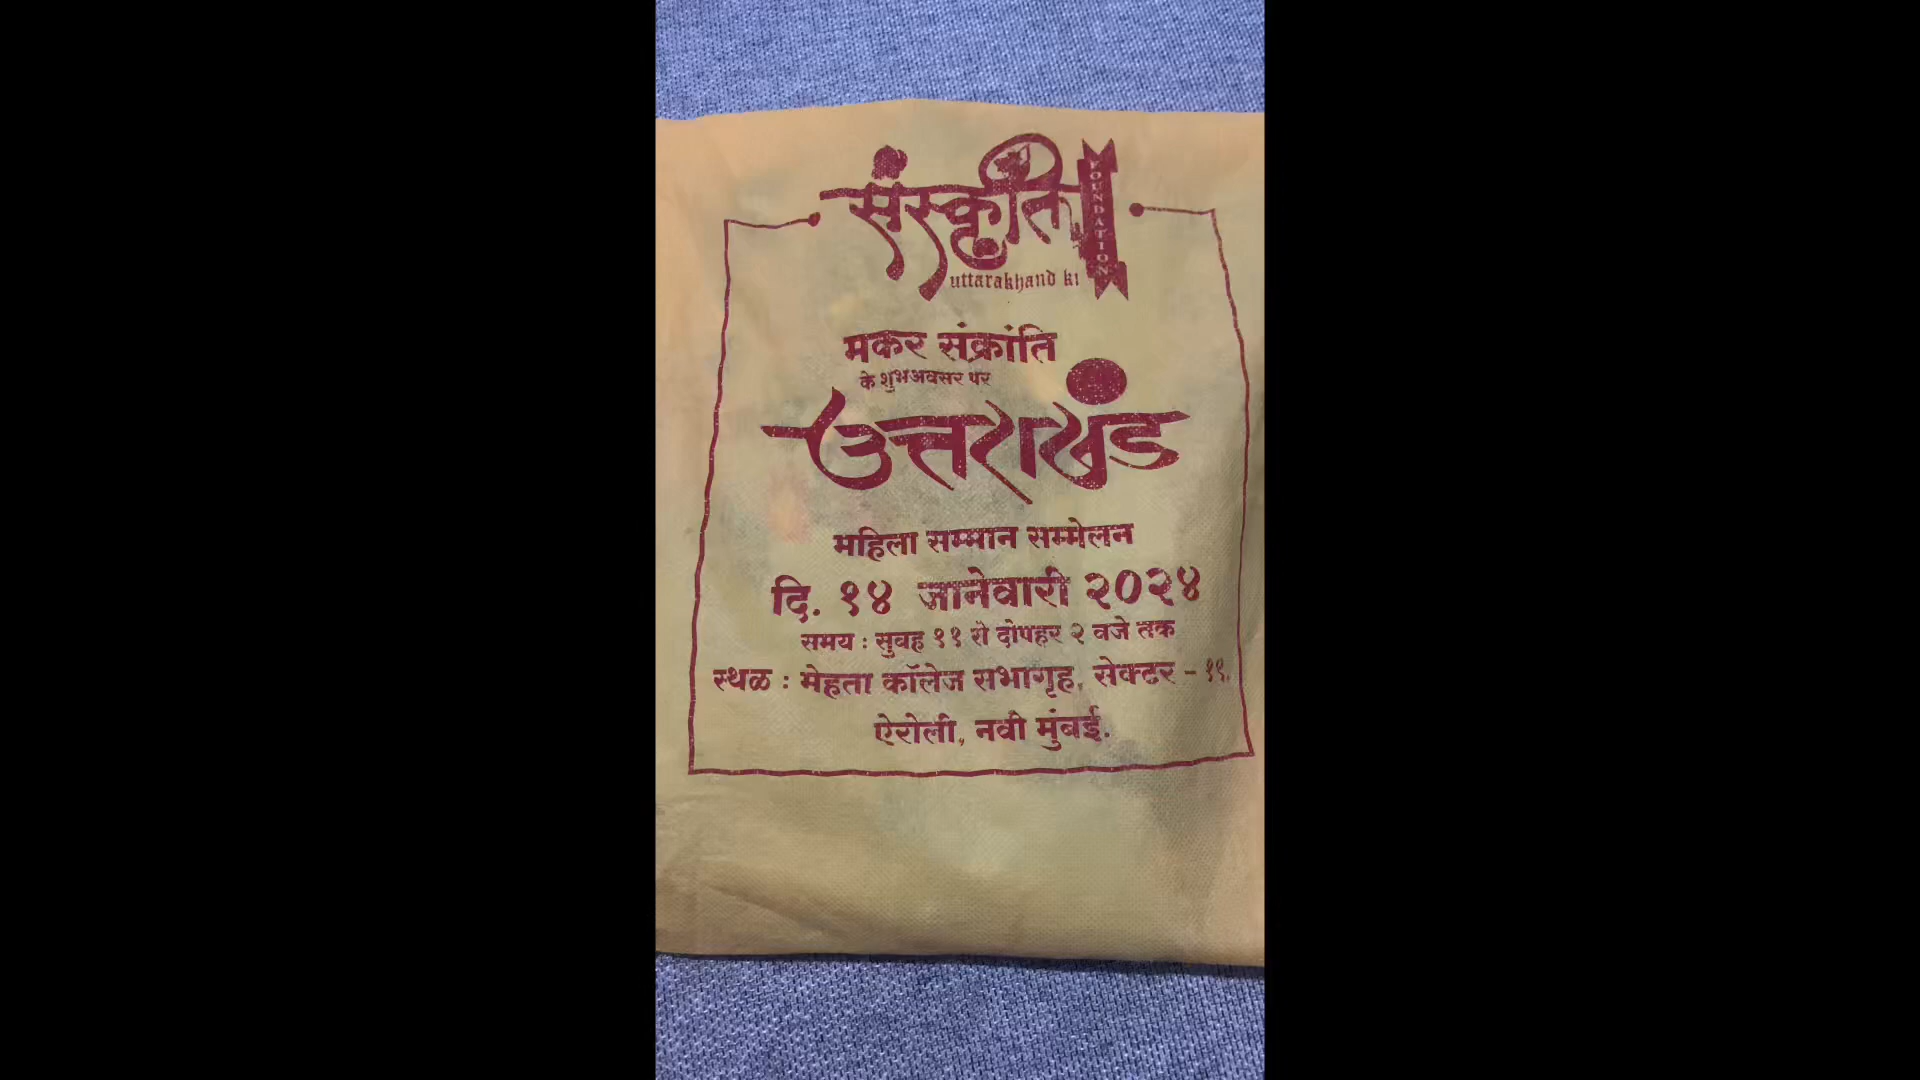 संस्कृति
FOUNDATION
uttarakhand ki
मकर संक्रांति
के शुभअवसर पर
उत्तराखंड
महिला सम्मान सम्मेलन
दि. १४ जानेवारी २०२४
समय : सुबह ११ से दोपहर २ वजे तक
स्थळ : मेहता कॉलेज सभागृह, सेक्टर - १९,
ऐरोली, नवी मुंबई.